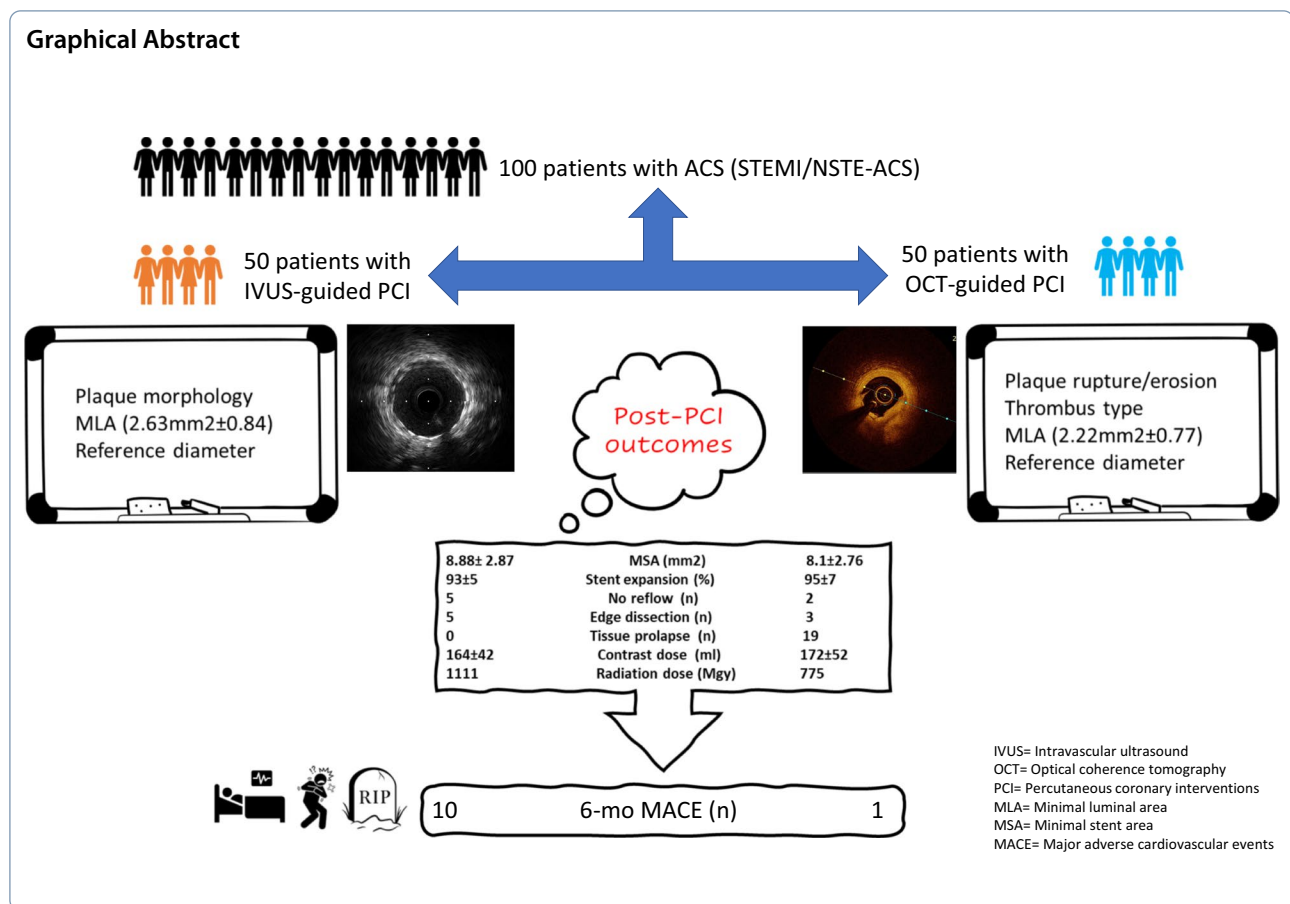 Graphical Abstract
100 patients with ACS (STEMI/NSTE-ACS)
50 patients with
IVUS-guided PCI
50 patients with
OCT-guided PCI
Plaque morphology
MLA (2.63mm2±0.84)
Reference diameter
Post-PCI
outcomes
Plaque rupture/erosion
Thrombus type
MLA (2.22mm2±0.77)
Reference diameter
8.88± 2.87 MSA (mm2) 8.1±2.76
93±5 Stent expansion (%) 95±7
5 No reflow (n) 2
5 Edge dissection (n) 3
0 Tissue prolapse (n) 19
164±42 Contrast dose (ml) 172±52
1111 Radiation dose (Mgy) 775
RIP
10 6-mo MACE (n) 1
IVUS= Intravascular ultrasound
OCT= Optical coherence tomography
PCI= Percutaneous coronary interventions
MLA= Minimal luminal area
MSA= Minimal stent area
MACE= Major adverse cardiovascular events